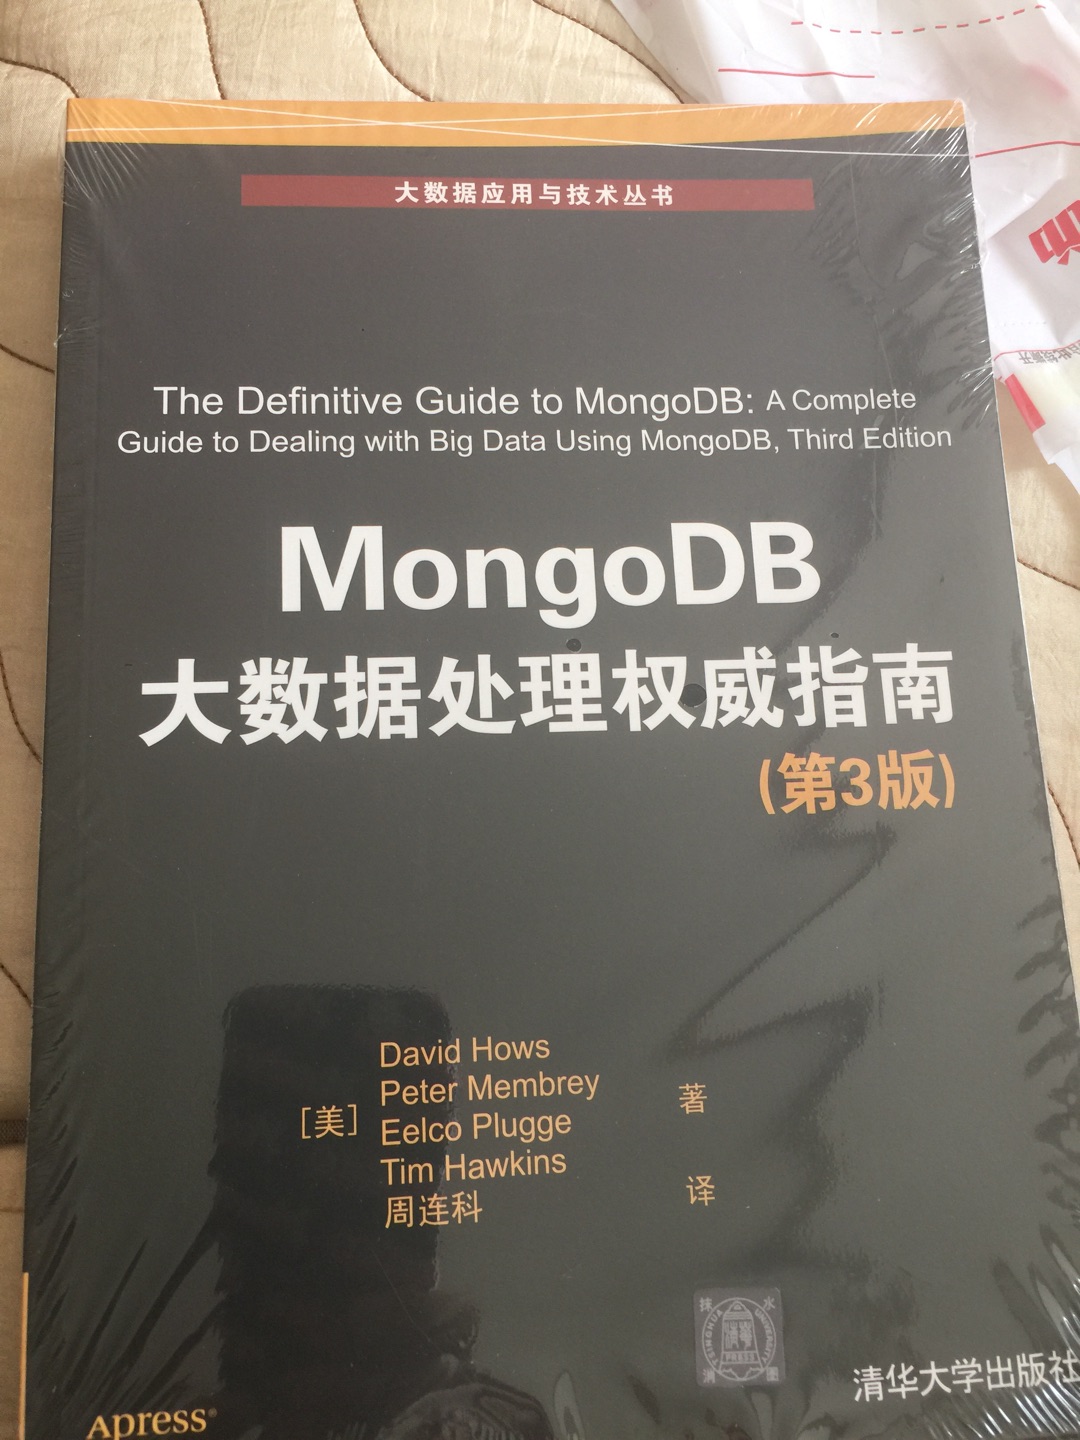 大数据应用与技术丛书
The Definitive Guide to MongoDB: A Complete
Guide to Dealing with Big Data Using MongoDB, Third Edition
MongoDB
大数据处理权威指南
(第3版)
David Hows
Peter Membrey
[美]
著
Eelco Plugge
Tim Hawkins
周连科
译
TSINGHUA UNIVERSITY
PRESS
清华大学出版社
Apress®